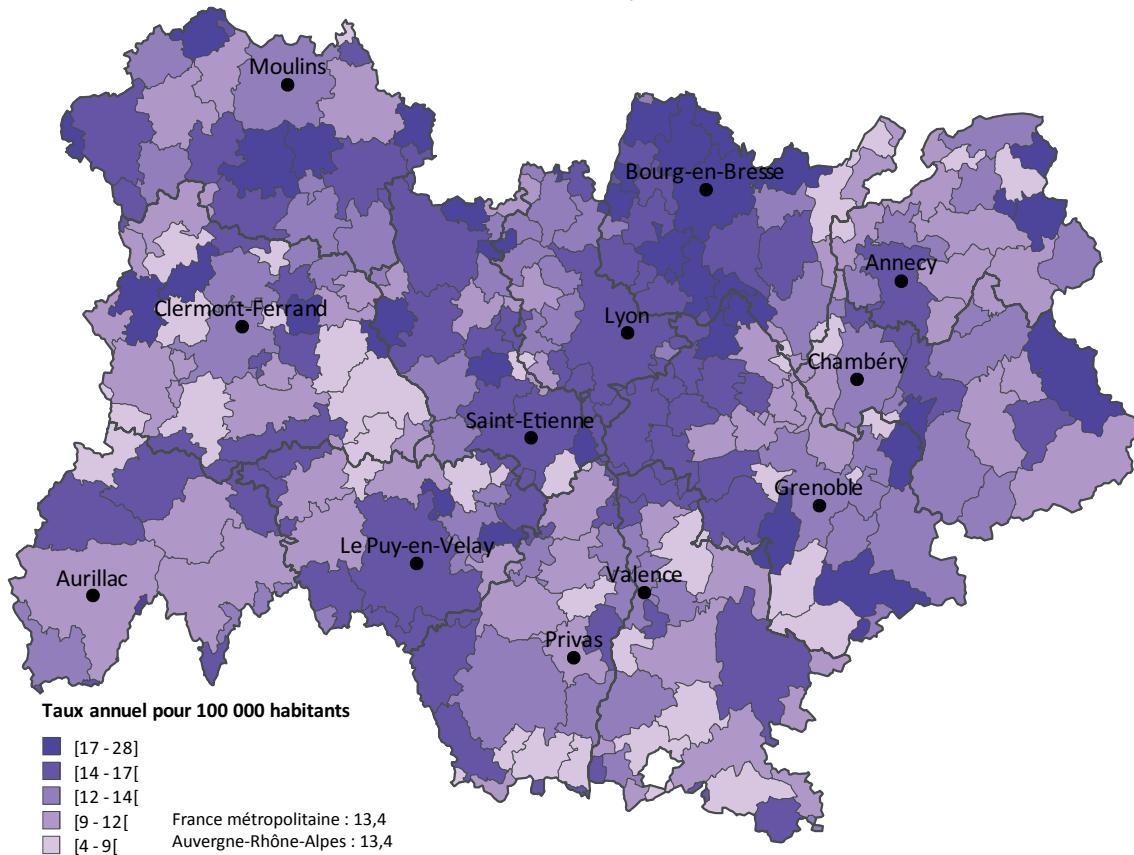 Moulins
Bourg-en-Bresse
Annecy
Clermont-Ferrand
Lyon
Chambéry
Saint-Etienne
Grenoble
Le Puy-en-Velay
Valence
Aurillac
Privas
Taux annuel pour 100 000 habitants
[17 - 28]
[14 - 17[
[12 - 14[
[9 - 12[
[4 - 9[
France métropolitaine : 13,4
Auvergne-Rhône-Alpes : 13,4